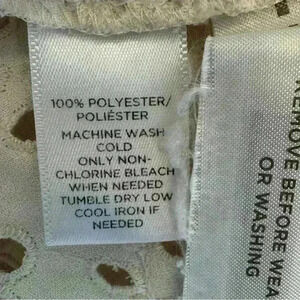 100% POLYESTER/
POLIÉSTER
MACHINE WASH
COLD
ONLY NON-
CHLORINE BLEACH
WHEN NEEDED
TUMBLE DRY LOW
COOL IRON IF
NEEDED
REMOVE BEFORE WEA
OR WASHING